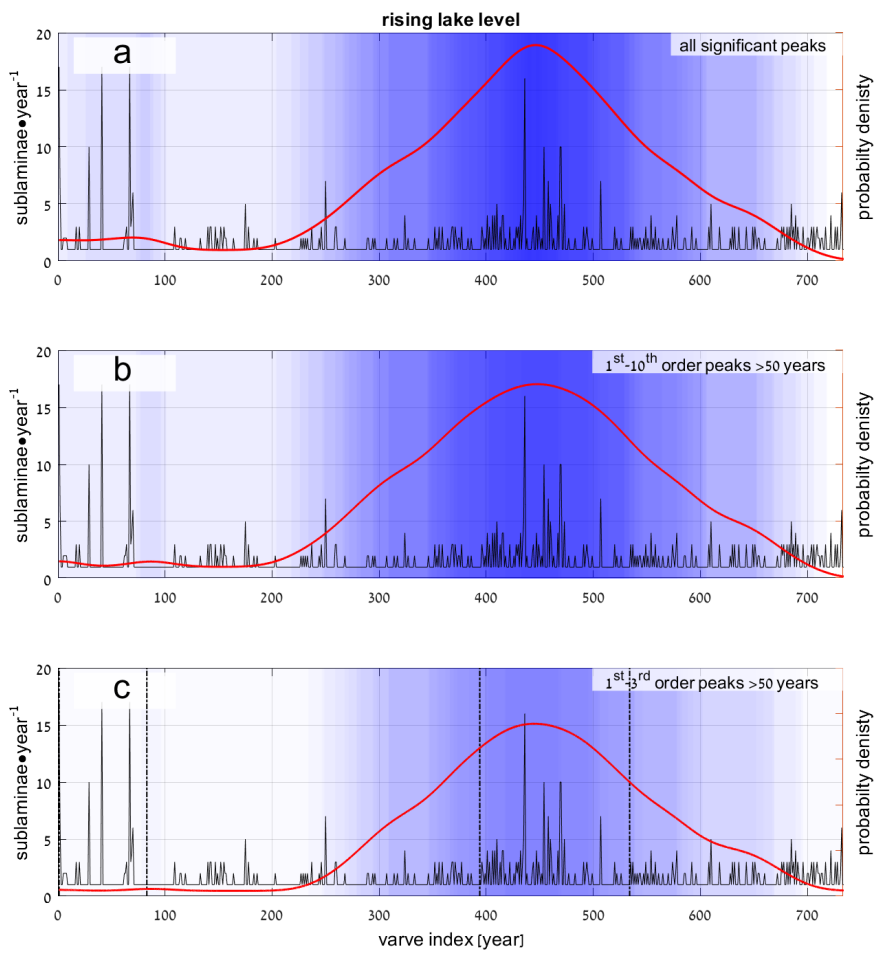 rising lake level
a
all significant peaks
20
15
10
5
0
sublaminae●year⁻¹
probabilty denisty
0 100 200 300 400 500 600 700
b
1ˢᵗ-10ᵗʰ order peaks >50 years
20
15
10
5
0
sublaminae●year⁻¹
probabilty denisty
0 100 200 300 400 500 600 700
c
1ˢᵗ-3ʳᵈ order peaks >50 years
20
15
10
5
0
sublaminae●year⁻¹
probabilty denisty
0 100 200 300 400 500 600 700
varve index [year]